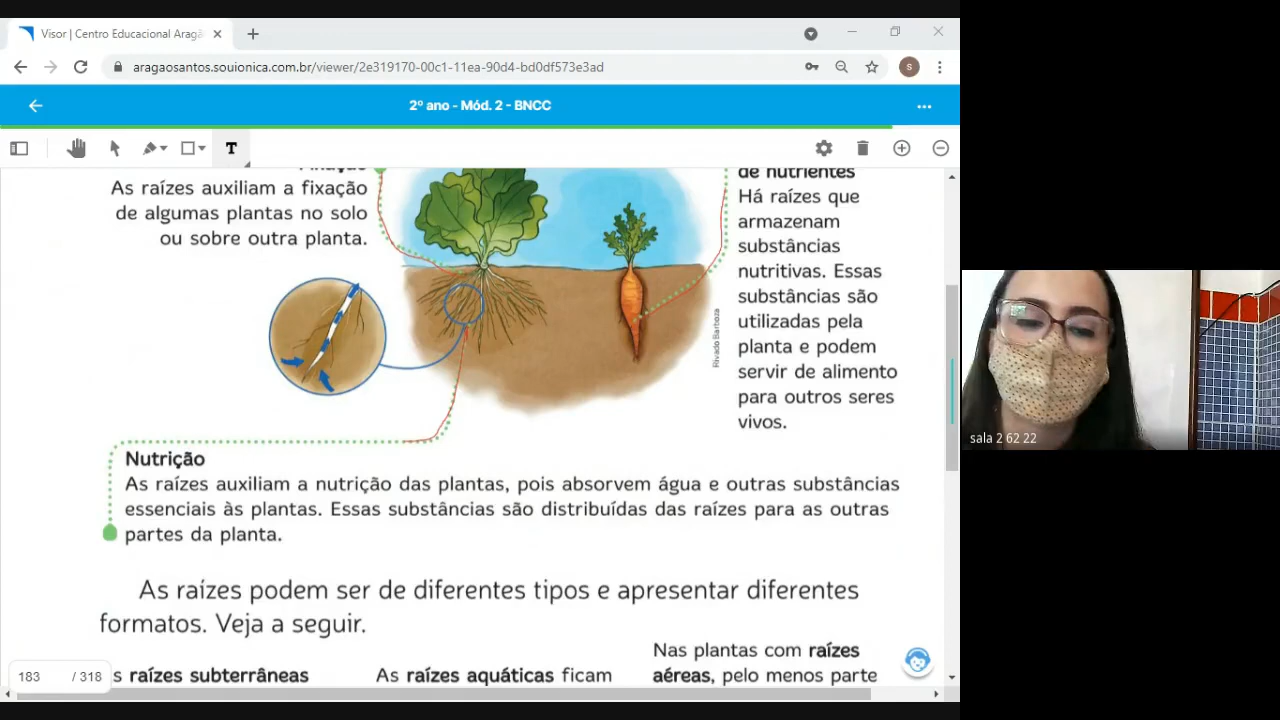 Visor | Centro Educacional Aragã
aragaosantos.souionica.com.br/viewer/2e319170-00c1-11ea-90d4-bd0df573e3ad
s
2º ano - Mód. 2 - BNCC
T
Fixação
As raízes auxiliam a fixação
de algumas plantas no solo
ou sobre outra planta.
de nutrientes
Há raízes que
armazenam
substâncias
nutritivas. Essas
substâncias são
utilizadas pela
planta e podem
servir de alimento
para outros seres
vivos.
Rivaldo Barboza
Nutrição
As raízes auxiliam a nutrição das plantas, pois absorvem água e outras substâncias
essenciais às plantas. Essas substâncias são distribuídas das raízes para as outras
partes da planta.
As raízes podem ser de diferentes tipos e apresentar diferentes
formatos. Veja a seguir.
s raízes subterrâneas
As raízes aquáticas ficam
Nas plantas com raízes
aéreas, pelo menos parte
183 / 318
sala 2 62 22